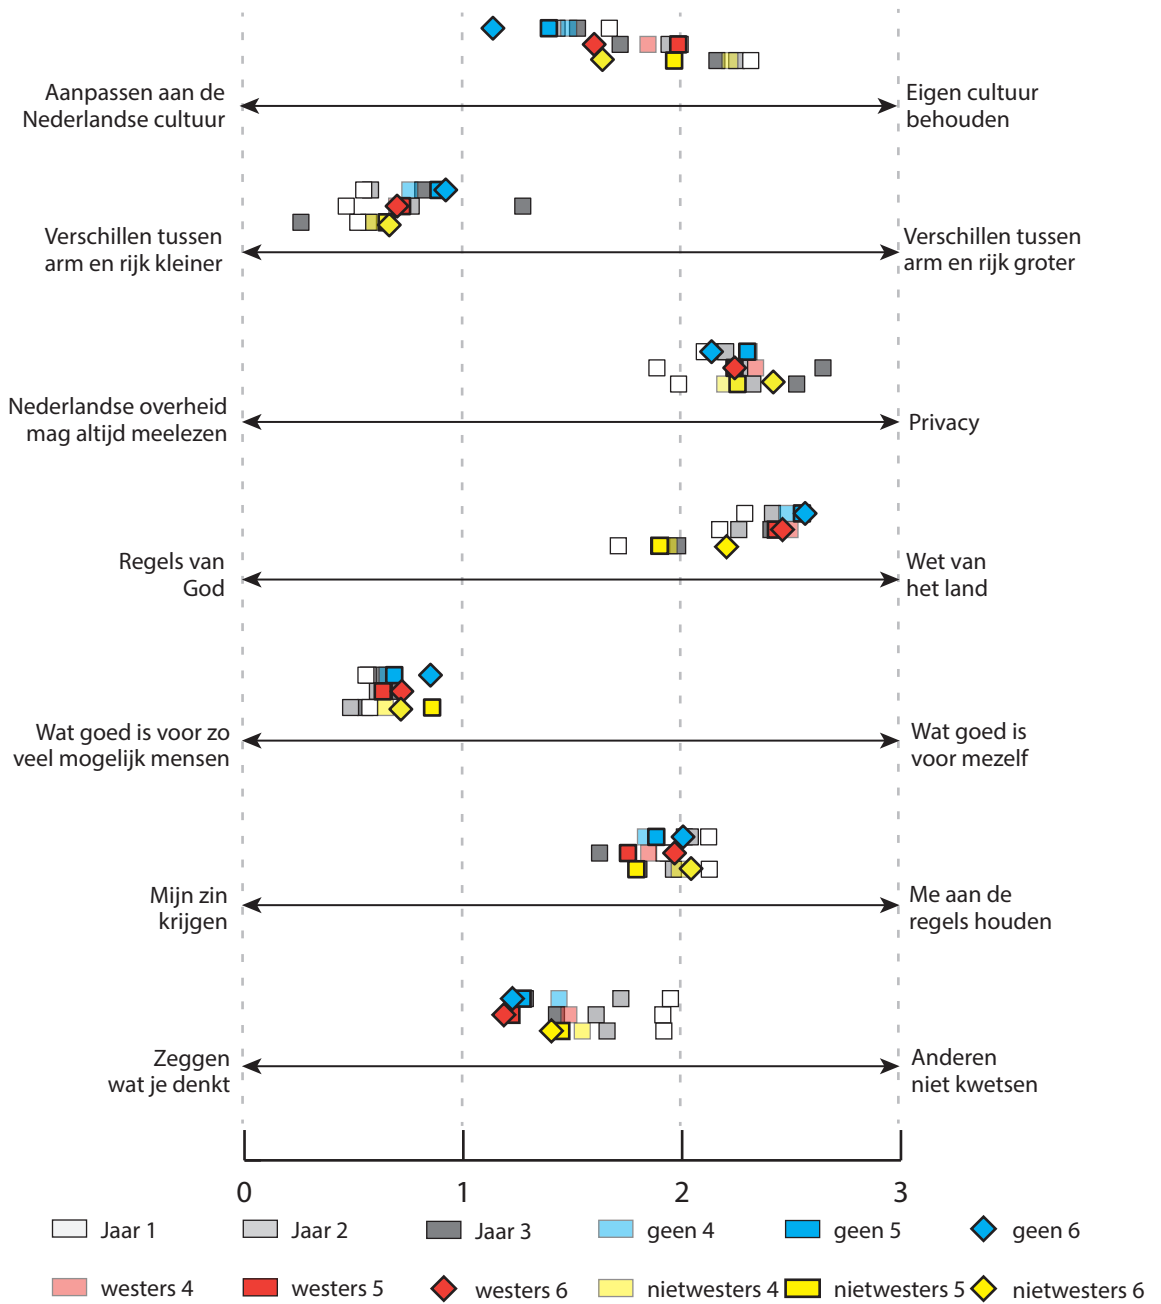 Aanpassen aan de
Nederlandse cultuur
Eigen cultuur
behouden
Verschillen tussen
arm en rijk kleiner
Verschillen tussen
arm en rijk groter
Nederlandse overheid
mag altijd meelezen
Privacy
Regels van
God
Wet van
het land
Wat goed is voor zo
veel mogelijk mensen
Wat goed is
voor mezelf
Mijn zin
krijgen
Me aan de
regels houden
Zeggen
wat je denkt
Anderen
niet kwetsen
0 1 2 3
Jaar 1 Jaar 2 Jaar 3 geen 4 geen 5 geen 6
westers 4 westers 5 westers 6 nietwesters 4 nietwesters 5 nietwesters 6